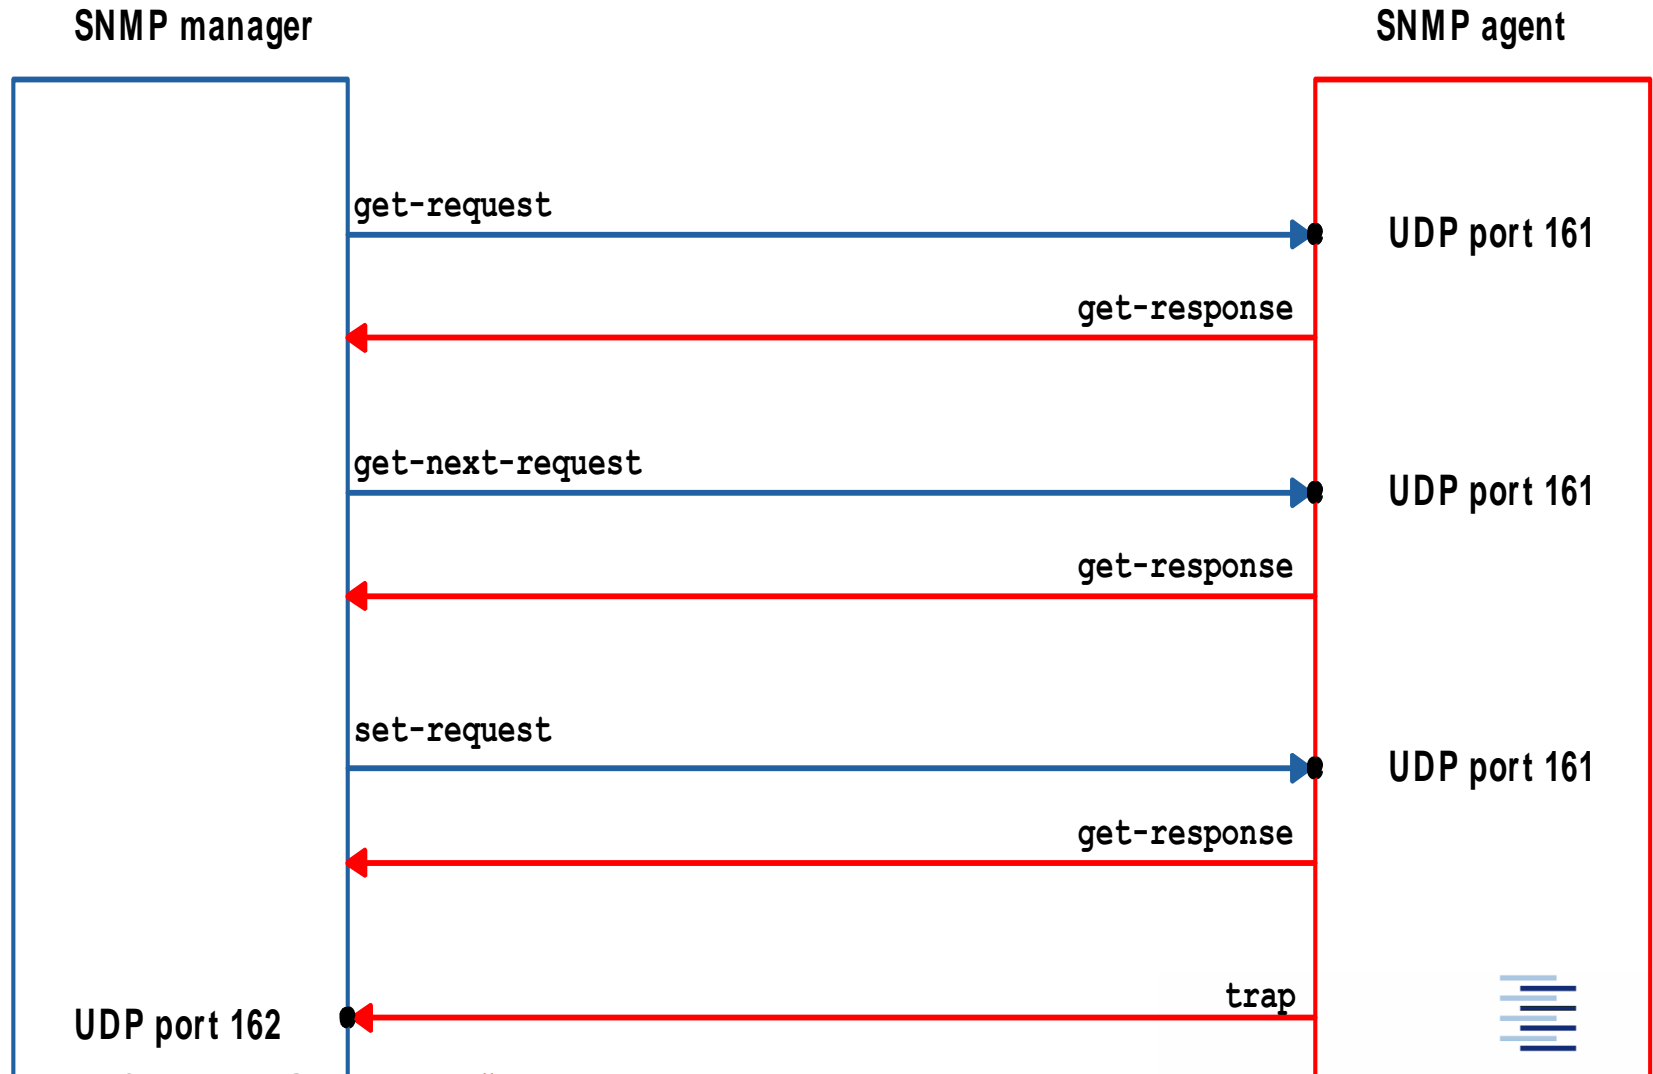 SNMP manager
SNMP agent
get-request
UDP port 161
get-response
get-next-request
UDP port 161
get-response
set-request
UDP port 161
get-response
trap
UDP port 162